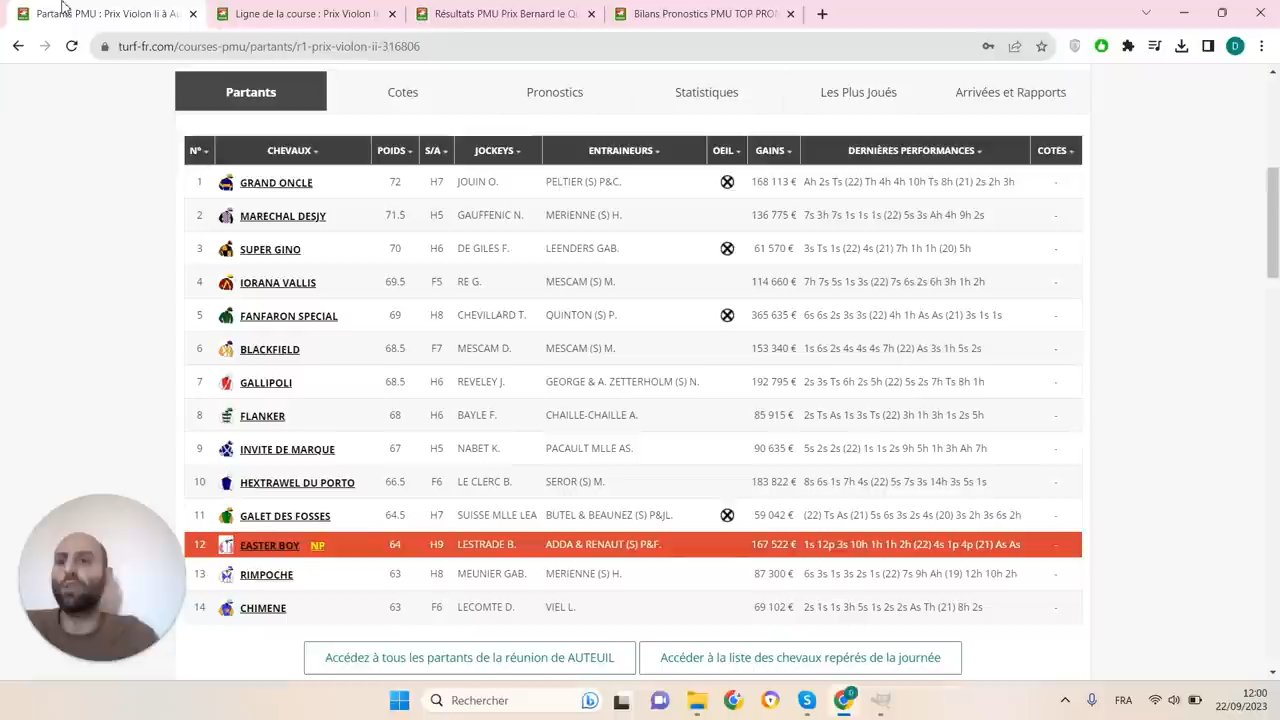 Partants PMU : Prix Violon Ii à Au
Ligne de course : Prix Violon I
Résultats PMU Prix Bernard le Qu
Bilans Pronostics PMU TOP PRON
turf-fr.com/courses-pmu/partants/r1-prix-violon-ii-316806
D
Partants Cotes Pronostics Statistiques Les Plus Joués Arrivées et Rapports
N° CHEVAUX POIDS S/A JOCKEYS ENTRAINEURS OEIL GAINS DERNIÈRES PERFORMANCES COTES
1 GRAND ONCLE 72 H7 JOUIN O. PELTIER (S) P&C. 168 113 € Ah 2s Ts (22) Th 4h 4h 10h Ts 8h (21) 2s 2h 3h -
2 MARECHAL DESJY 71.5 H5 GAUFFENIC N. MERIENNE (S) H. 136 775 € 7s 3h 7s 1s 1s 1s (22) 5s 3s Ah 4h 9h 2s -
3 SUPER GINO 70 H6 DE GILES F. LEENDERS GAB. 61 570 € 3s Ts 1s (22) 4s (21) 7h 1h 1h (20) 5h -
4 IORANA VALLIS 69.5 F5 RE G. MESCAM (S) M. 114 660 € 7h 7s 5s 1s 3s (22) 7s 6s 2s 6h 3h 1h 2h -
5 FANFARON SPECIAL 69 H8 CHEVILLARD T. QUINTON (S) P. 365 635 € 6s 6s 2s 3s 3s (22) 4h 1h As As (21) 3s 1s 1s -
6 BLACKFIELD 68.5 F7 MESCAM D. MESCAM (S) M. 153 340 € 1s 6s 2s 4s 4s 4s 7h (22) As 3s 1h 5s 2s -
7 GALLIPOLI 68.5 H6 REVELEY J. GEORGE & A. ZETTERHOLM (S) N. 192 795 € 2s 3s Ts 6h 2s 5h (22) 5s 2s 7h Ts 8h 1h -
8 FLANKER 68 H6 BAYLE F. CHAILLE-CHAILLE A. 85 915 € 2s Ts As 1s 3s Ts (22) 3h 1h 3h 1s 2s 5h -
9 INVITE DE MARQUE 67 H5 NABET K. PACAULT MLLE AS. 90 635 € 5s 2s 2s (22) 1s 1s 2s 9h 5h 1h 3h Ah 7h -
10 HEXTRAWEL DU PORTO 66.5 F6 LE CLERC B. SEROR (S) M. 183 822 € 8s 6s 1s 7h 4s (22) 5s 7s 3s 14h 3s 5s 1s -
11 GALET DES FOSSES 64.5 H7 SUISSE MLLE LEA BUTEL & BEAUNEZ (S) P&JL. 59 042 € (22) Ts As (21) 5s 6s 3s 2s 4s (20) 3s 2h 3s 6s 2h -
12 EASTER BOY NP 64 H9 LESTRADE B. ADDA & RENAUT (S) P&F. 167 522 € 1s 12p 3s 10h 1h 1h 2h (22) 4s 1p 4p (21) As As -
13 RIMPOCHE 63 H8 MEUNIER GAB. MERIENNE (S) H. 87 300 € 6s 3s 1s 3s 2s 1s (22) 7s 9h Ah (19) 12h 10h 2h -
14 CHIMENE 63 F6 LECOMTE D. VIEL L. 69 102 € 2s 1s 1s 3h 5s 1s 2s 2s As Th (21) 8h 2s -
Accédez à tous les partants de la réunion de AUTEUIL Accéder à la liste des chevaux repérés de la journée
Rechercher FRA 12:00
22/09/2023